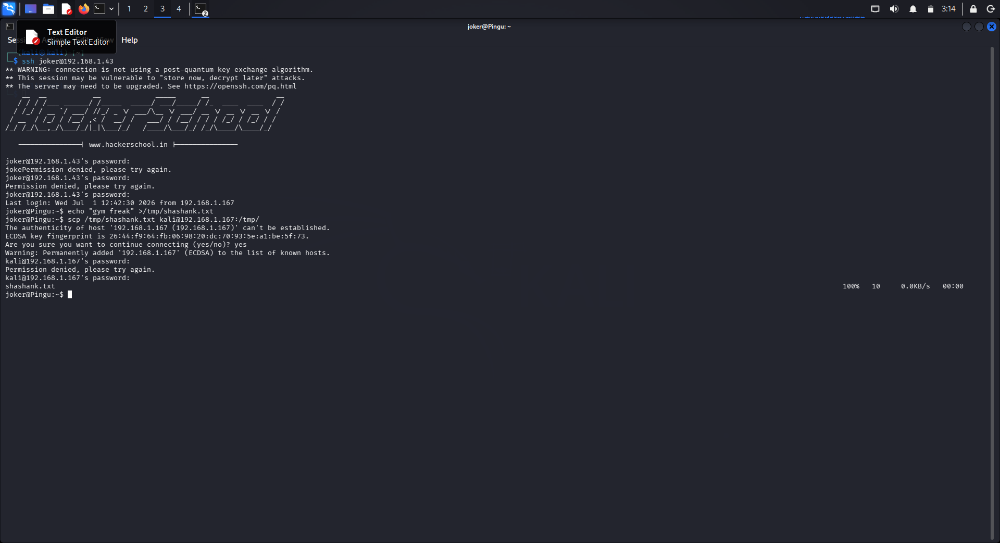 1 2 3 4
3:14
joker@Pingu: ~
Text Editor
Simple Text Editor
Help
(kali㉿kali)-[~]
$ ssh joker@192.168.1.43
** WARNING: connection is not using a post-quantum key exchange algorithm.
** This session may be vulnerable to "store now, decrypt later" attacks.
** The server may need to be upgraded. See https://openssh.com/pq.html
HackerSchool
www.hackerschool.in
joker@192.168.1.43's password:
jokePermission denied, please try again.
joker@192.168.1.43's password:
Permission denied, please try again.
joker@192.168.1.43's password:
Last login: Wed Jul  1 12:42:30 2026 from 192.168.1.167
joker@Pingu:~$ echo "gym freak" >/tmp/shashank.txt
joker@Pingu:~$ scp /tmp/shashank.txt kali@192.168.1.167:/tmp/
The authenticity of host '192.168.1.167 (192.168.1.167)' can't be established.
ECDSA key fingerprint is 26:44:f9:64:fb:06:98:20:dc:70:93:5e:a1:be:5f:73.
Are you sure you want to continue connecting (yes/no)? yes
Warning: Permanently added '192.168.1.167' (ECDSA) to the list of known hosts.
kali@192.168.1.167's password:
Permission denied, please try again.
kali@192.168.1.167's password:
shashank.txt 100% 10 0.0KB/s 00:00
joker@Pingu:~$
KALI